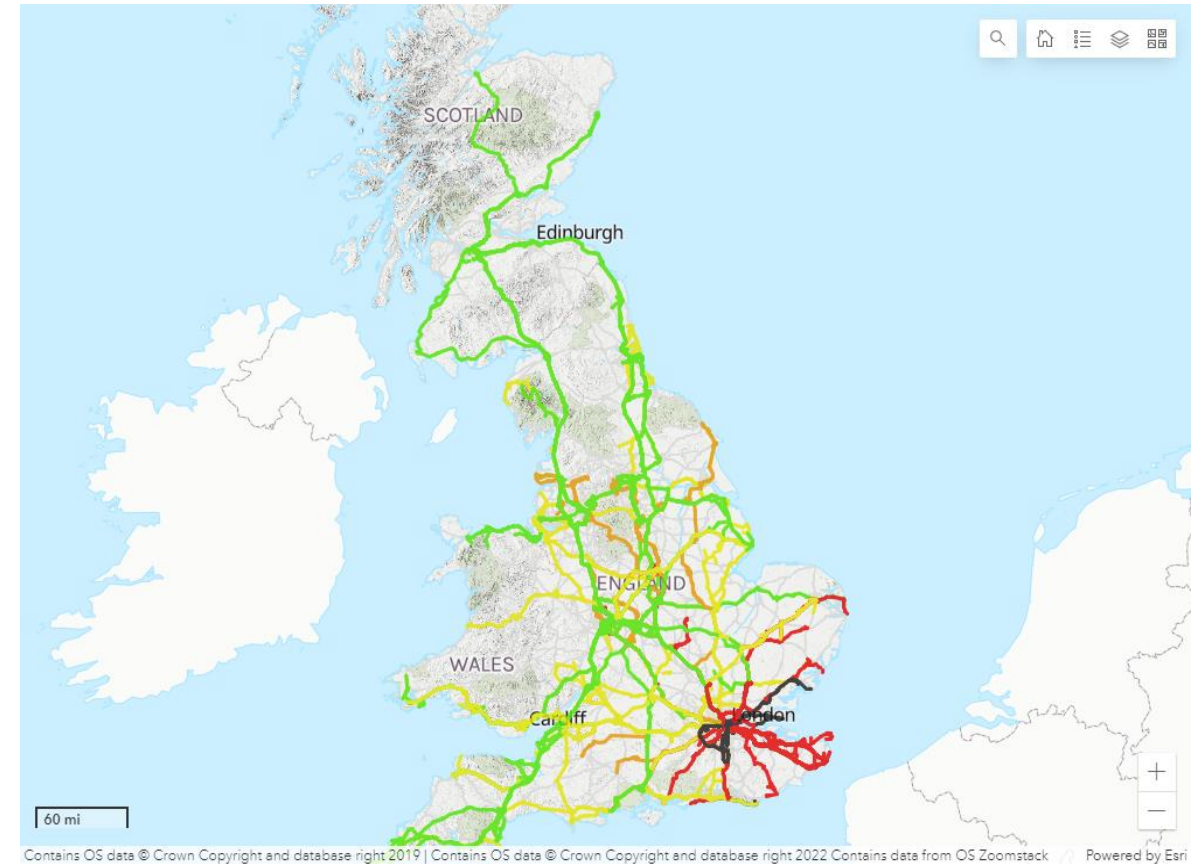 SCOTLAND
Edinburgh
ENGLAND
WALES
Cardiff
London
60 mi
Contains OS data © Crown Copyright and database right 2019 | Contains OS data © Crown Copyright and database right 2022 Contains data from OS Zoomstack Powered by Esri